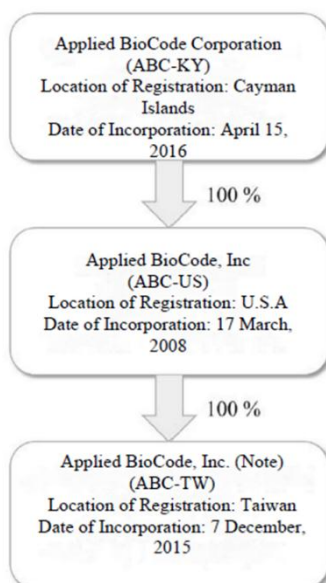 Applied BioCode Corporation
(ABC-KY)
Location of Registration: Cayman
Islands
Date of Incorporation: April 15,
2016
100 %
Applied BioCode, Inc
(ABC-US)
Location of Registration: U.S.A
Date of Incorporation: 17 March,
2008
100 %
Applied BioCode, Inc. (Note)
(ABC-TW)
Location of Registration: Taiwan
Date of Incorporation: 7 December,
2015